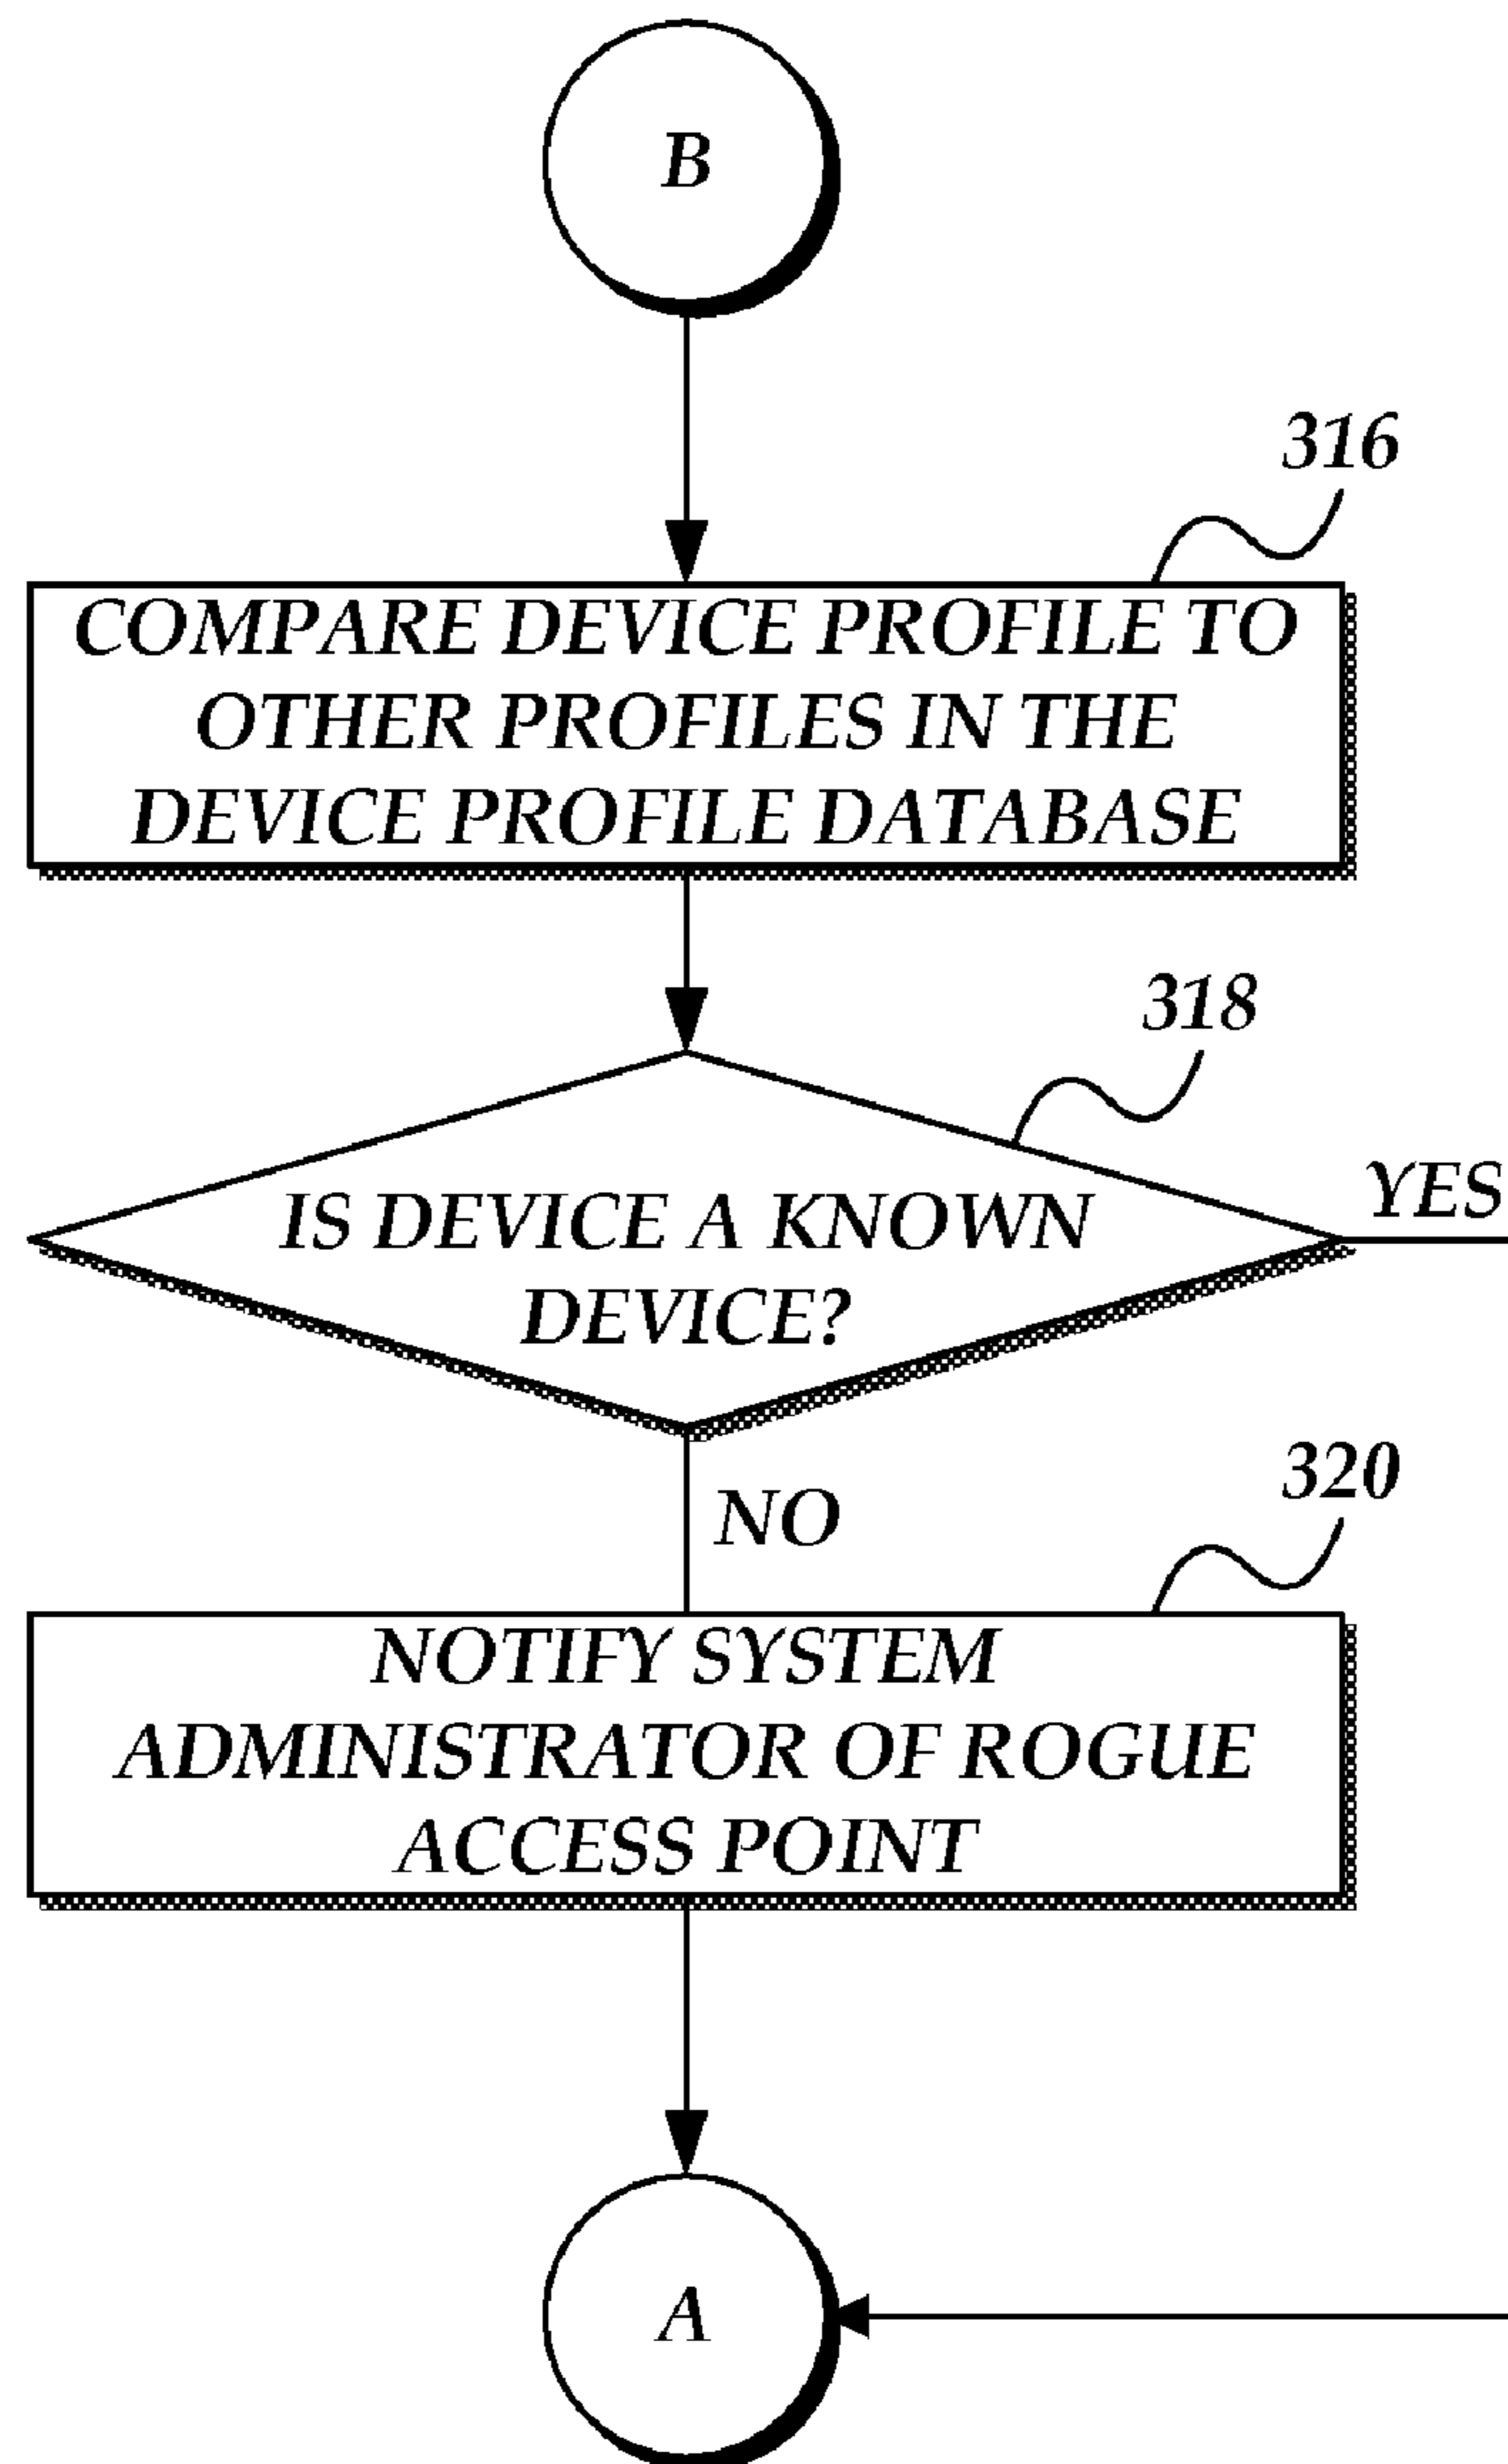 B
316
COMPARE DEVICE PROFILE TO
OTHER PROFILES IN THE
DEVICE PROFILE DATABASE
318
IS DEVICE A KNOWN
DEVICE?
YES
NO
320
NOTIFY SYSTEM
ADMINISTRATOR OF ROGUE
ACCESS POINT
A